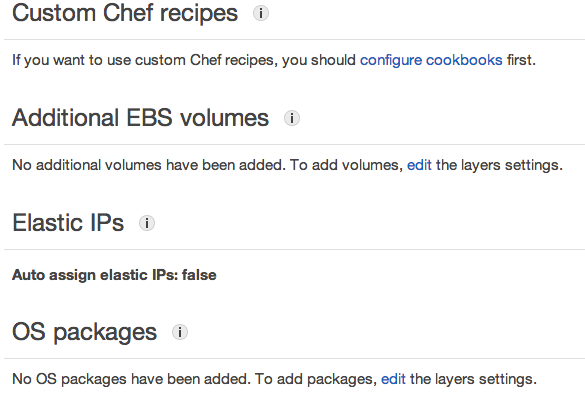 Custom Chef recipes i
If you want to use custom Chef recipes, you should configure cookbooks first.
Additional EBS volumes i
No additional volumes have been added. To add volumes, edit the layers settings.
Elastic IPs i
Auto assign elastic IPs: false
OS packages i
No OS packages have been added. To add packages, edit the layers settings.